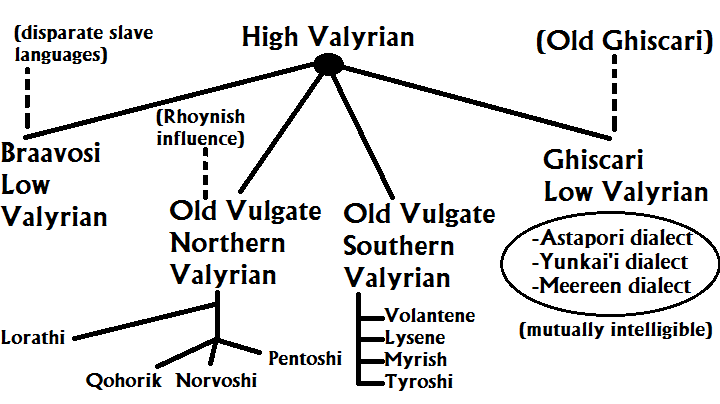 (disparate slave
languages)
High Valyrian
(Old Ghiscari)
(Rhoynish
influence)
Braavosi
Low
Valyrian
Old Vulgate
Northern
Valyrian
Old Vulgate
Southern
Valyrian
Ghiscari
Low Valyrian
-Astapori dialect
-Yunkai'i dialect
-Meereen dialect
(mutually intelligible)
Lorathi
Qohorik
Norvoshi
Pentoshi
Volantene
Lysene
Myrish
Tyroshi